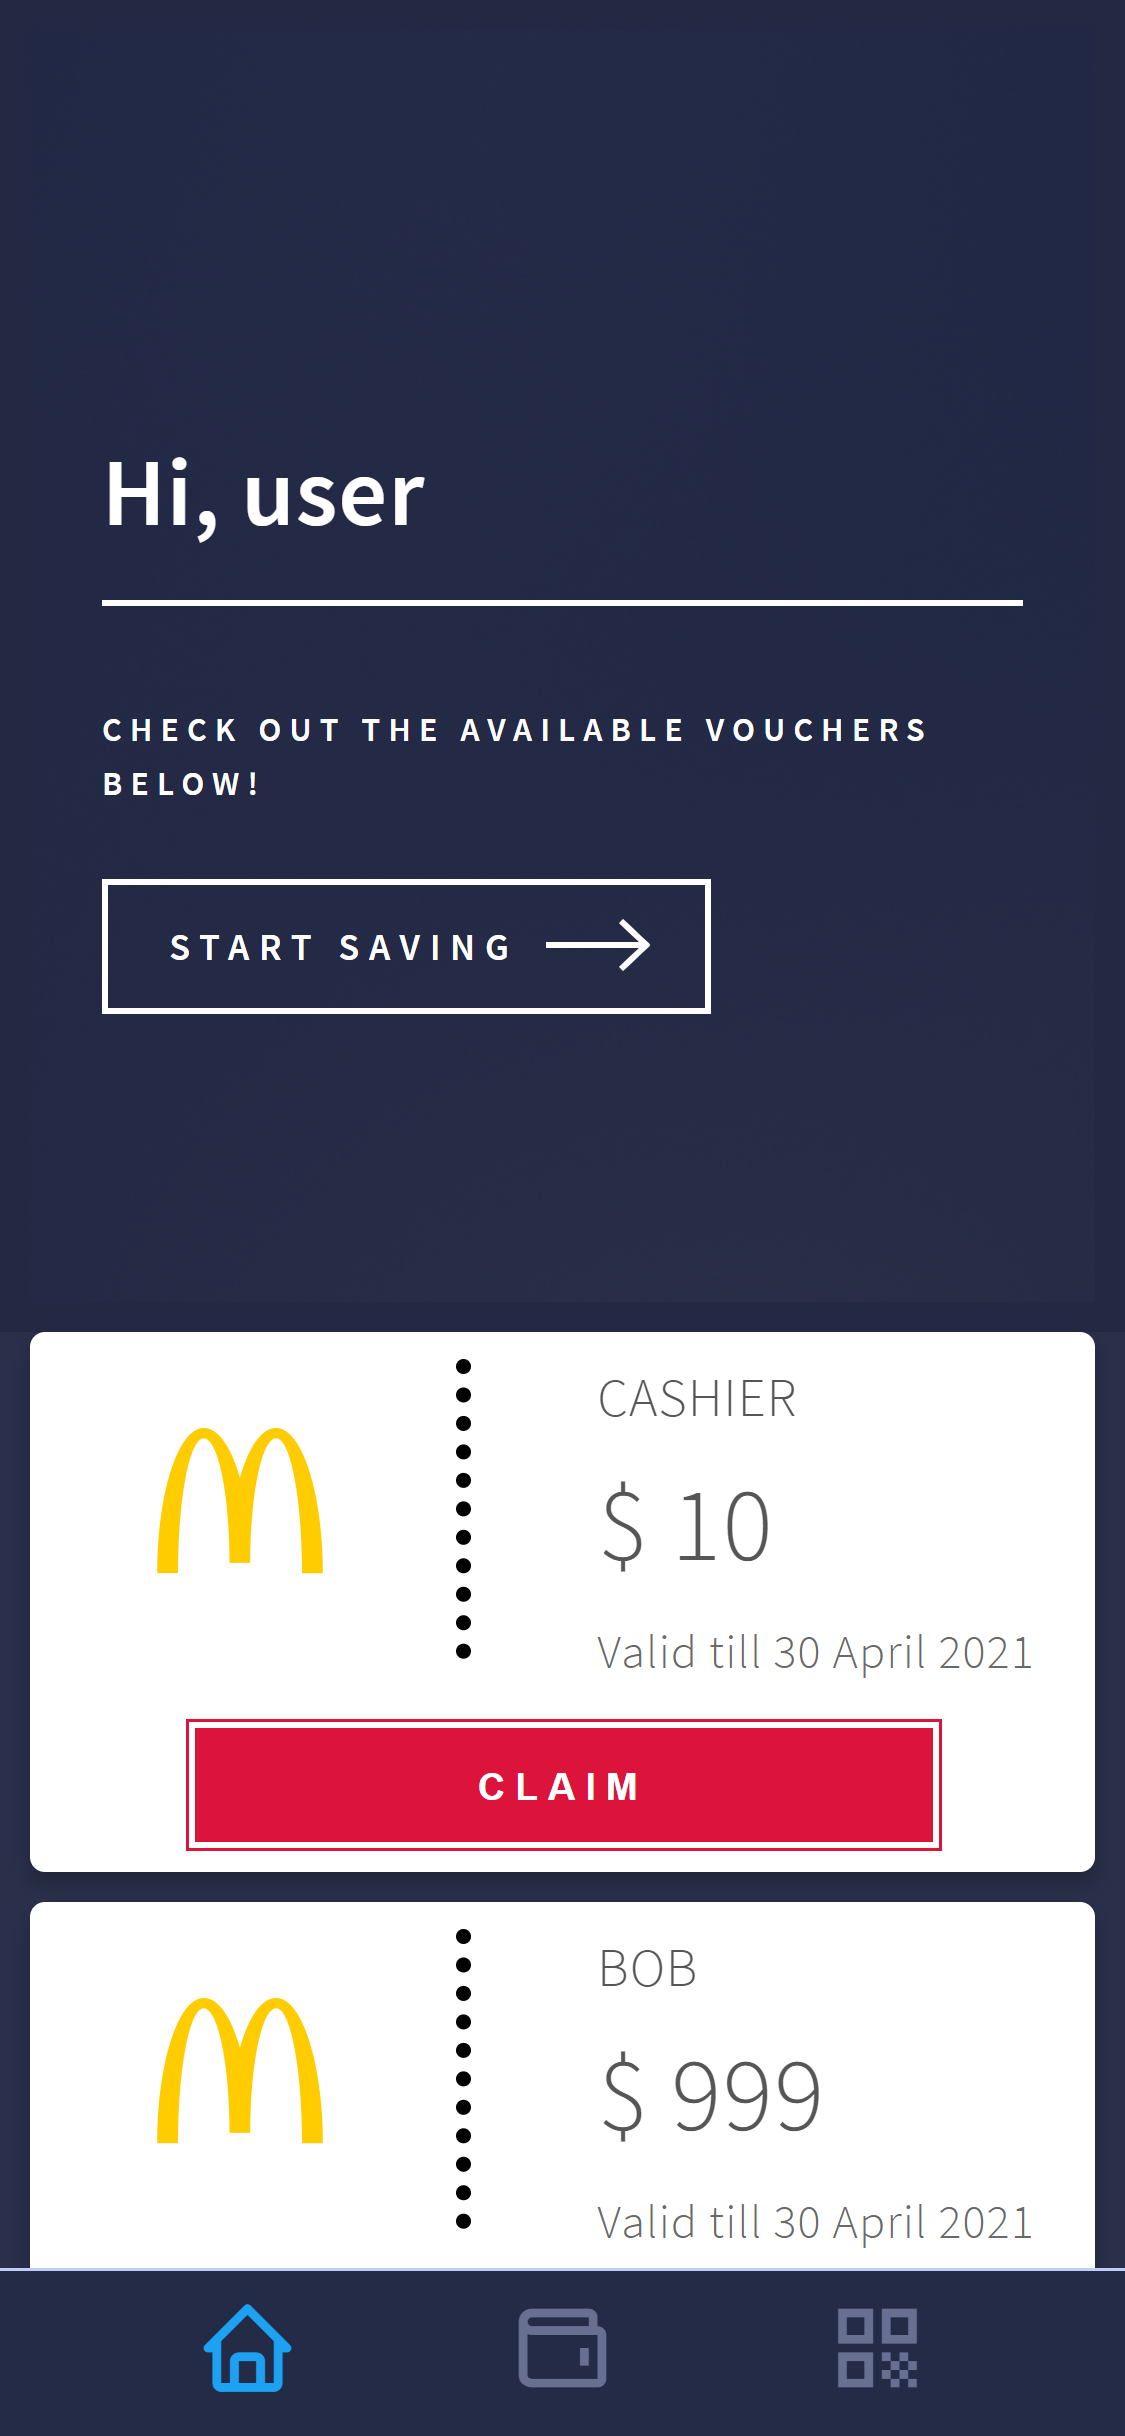 Hi, user
CHECK OUT THE AVAILABLE VOUCHERS
BELOW!
START SAVING
CASHIER
$ 10
Valid till 30 April 2021
CLAIM
BOB
$ 999
Valid till 30 April 2021